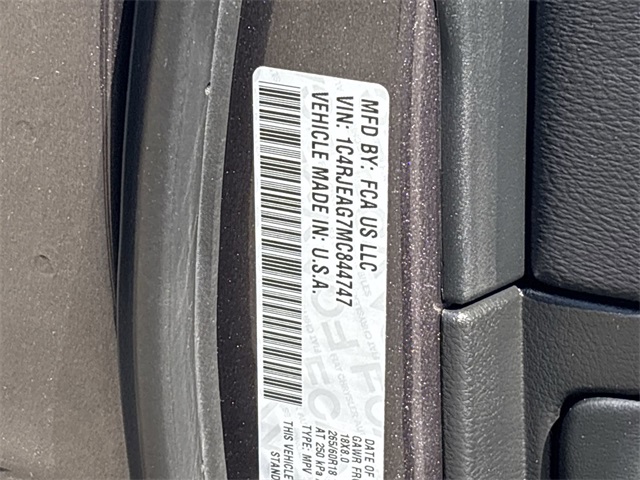 MFD BY: FCA US LLC
VIN: 1C4RJEAG7MC844747
VEHICLE MADE IN: U.S.A.
DATE OF
GAWR FR
18X8.0
265/60R18
AT 250 kPa
TYPE: MPV
THIS VEHICLE
STAND